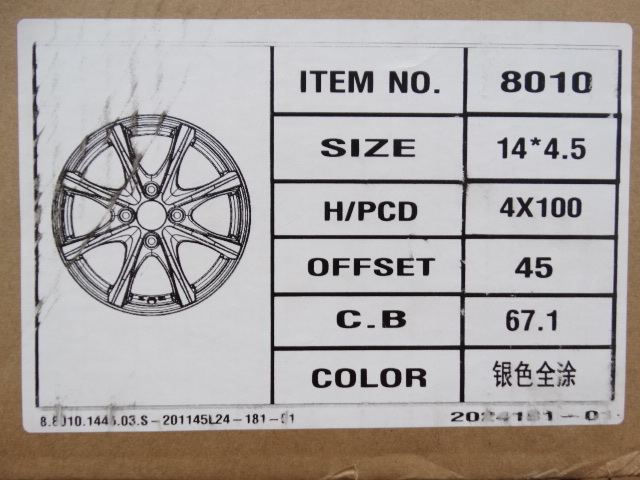 ITEM NO. 8010
SIZE 14*4.5
H/PCD 4X100
OFFSET 45
C.B 67.1
COLOR 银色全涂